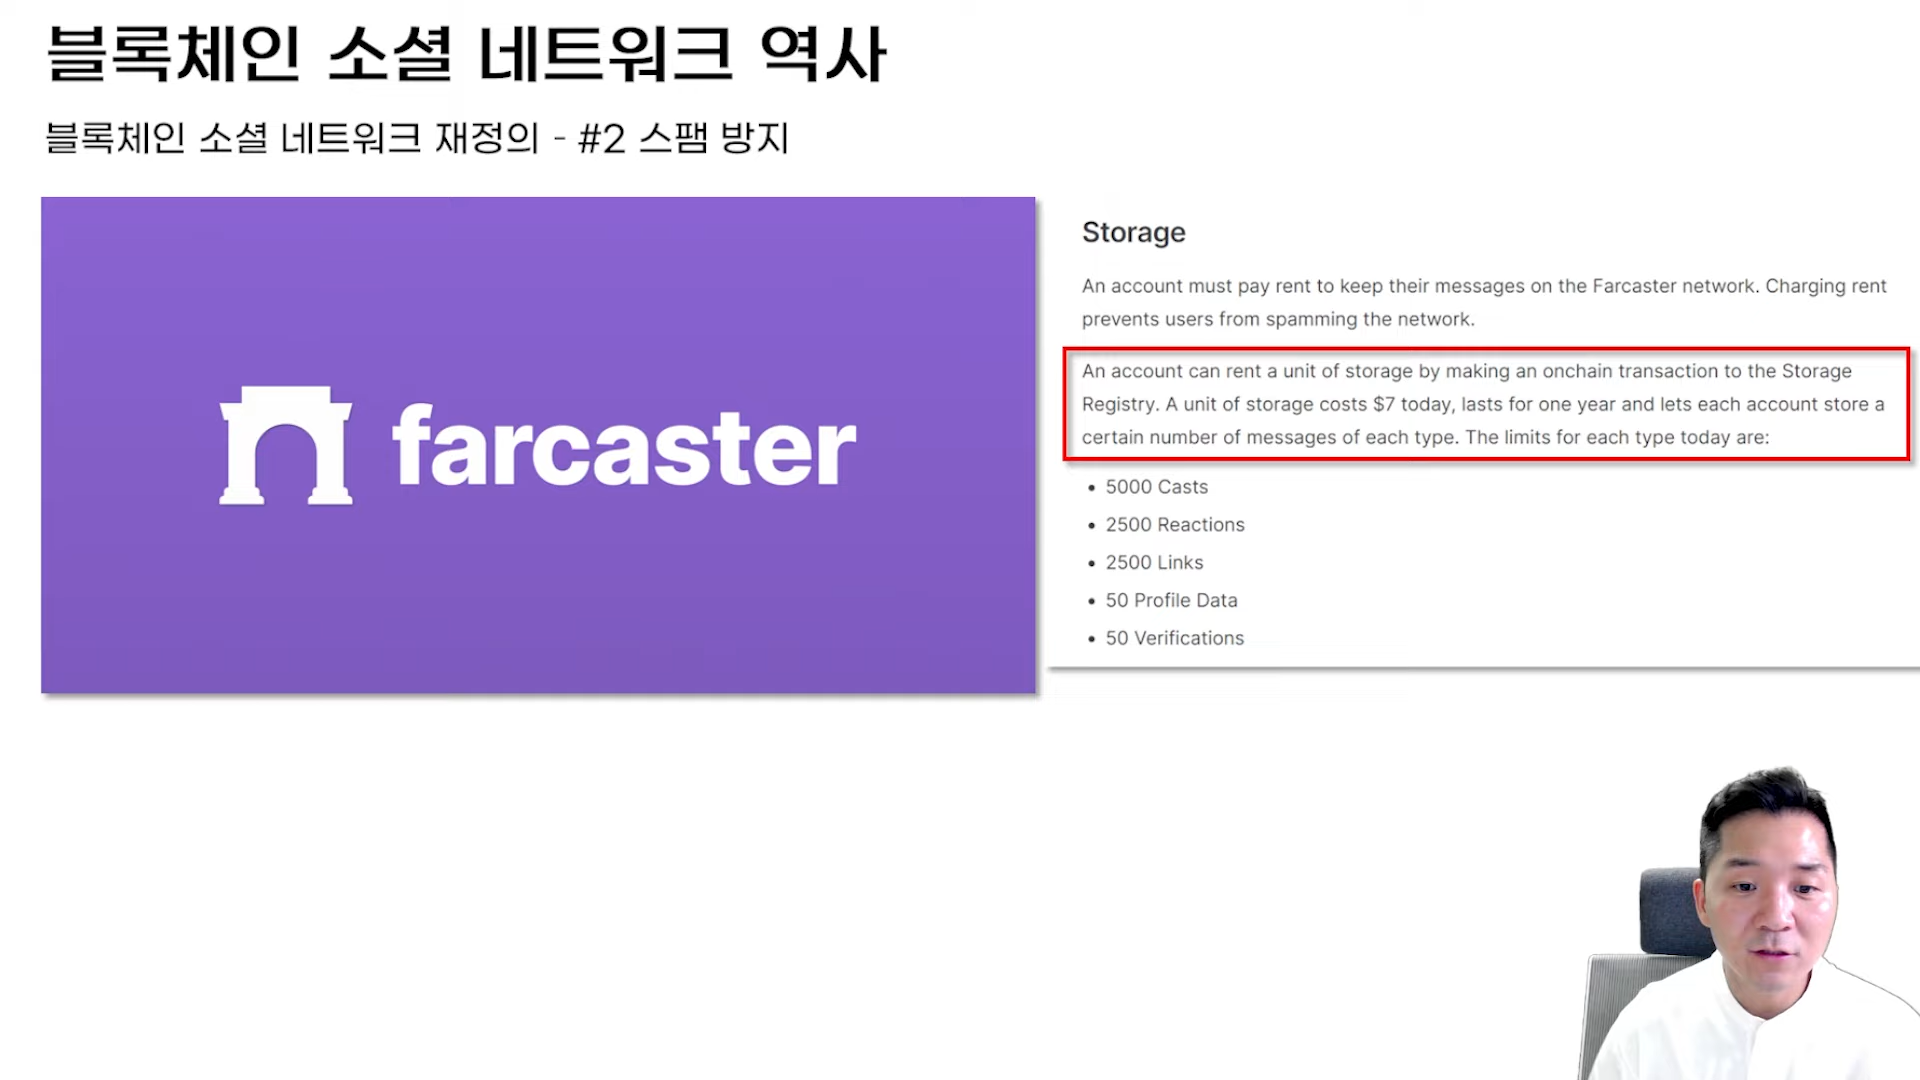 블록체인 소셜 네트워크 역사
블록체인 소셜 네트워크 재정의 - #2 스팸 방지
farcaster
Storage
An account must pay rent to keep their messages on the Farcaster network. Charging rent
prevents users from spamming the network.
An account can rent a unit of storage by making an onchain transaction to the Storage
Registry. A unit of storage costs $7 today, lasts for one year and lets each account store a
certain number of messages of each type. The limits for each type today are:
• 5000 Casts
• 2500 Reactions
• 2500 Links
• 50 Profile Data
• 50 Verifications